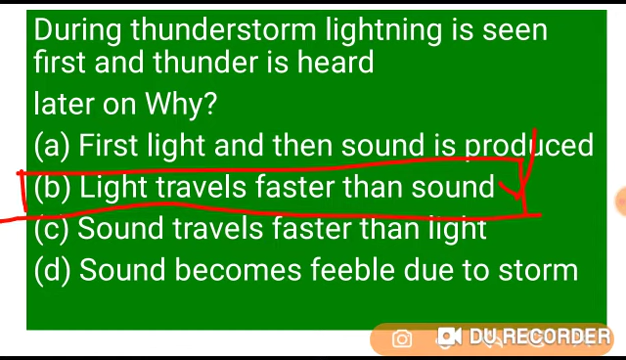 During thunderstorm lightning is seen
first and thunder is heard
later on Why?
(a) First light and then sound is produced
(b) Light travels faster than sound
(c) Sound travels faster than light
(d) Sound becomes feeble due to storm
DU RECORDER